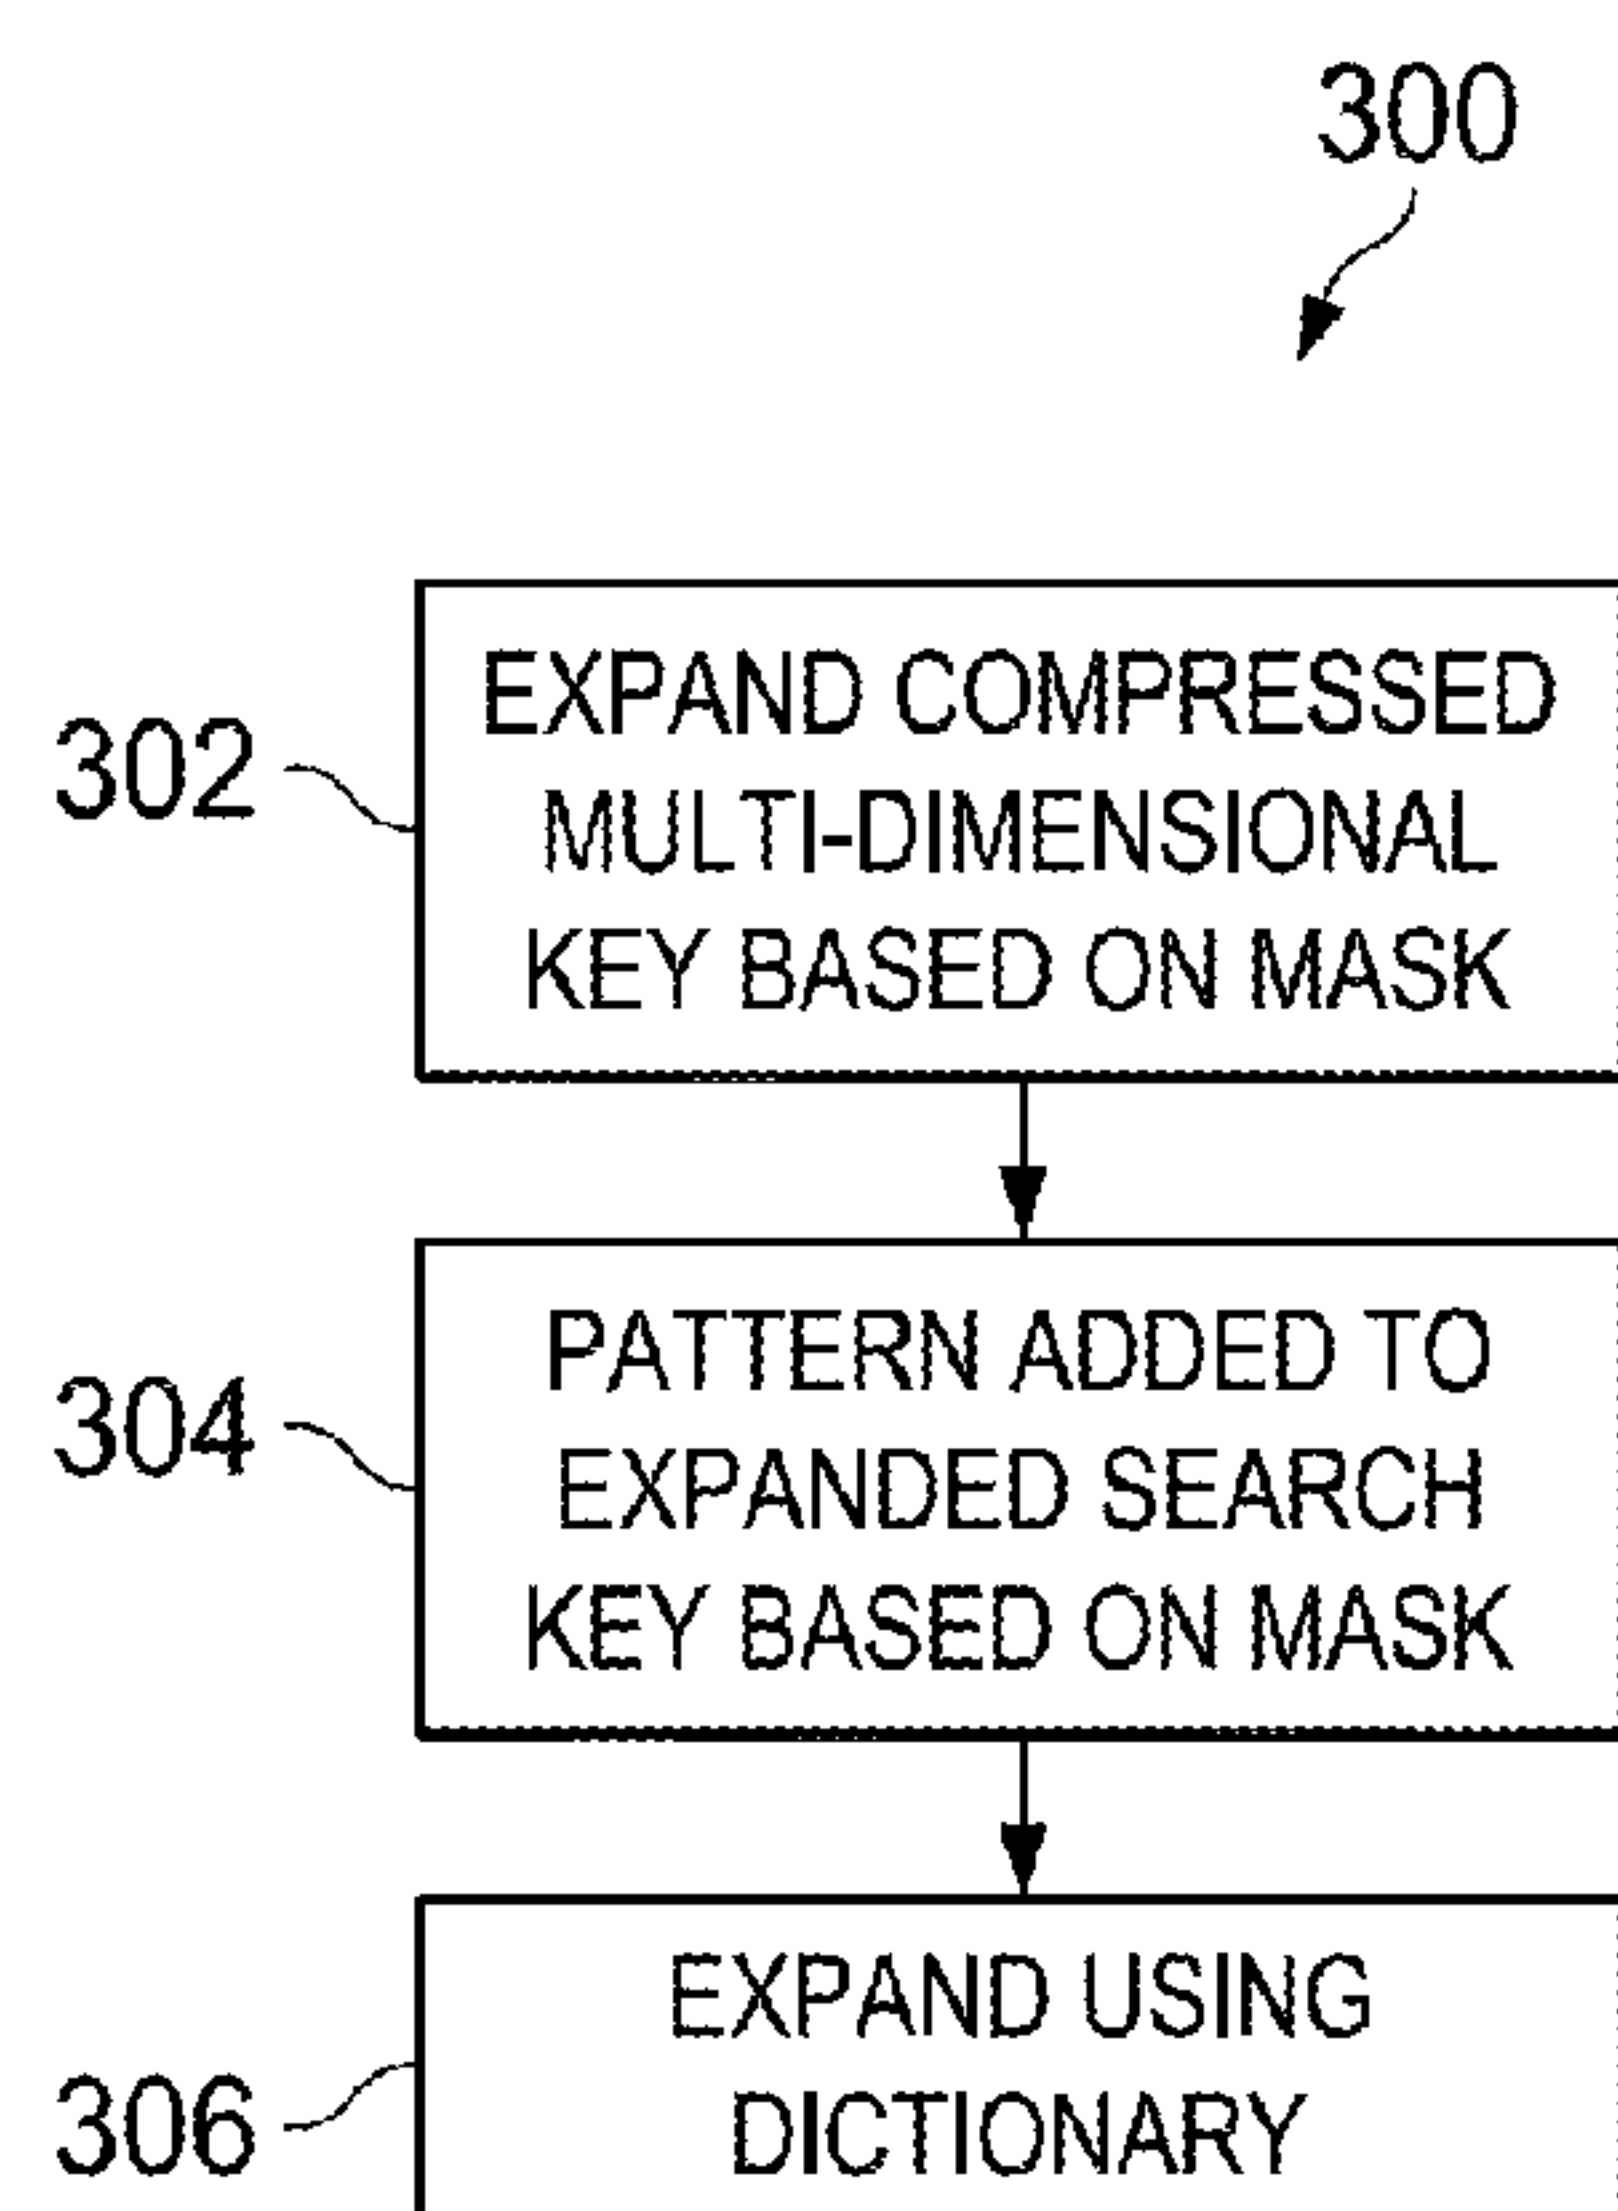 300
302
EXPAND COMPRESSED
MULTI-DIMENSIONAL
KEY BASED ON MASK
304
PATTERN ADDED TO
EXPANDED SEARCH
KEY BASED ON MASK
306
EXPAND USING
DICTIONARY